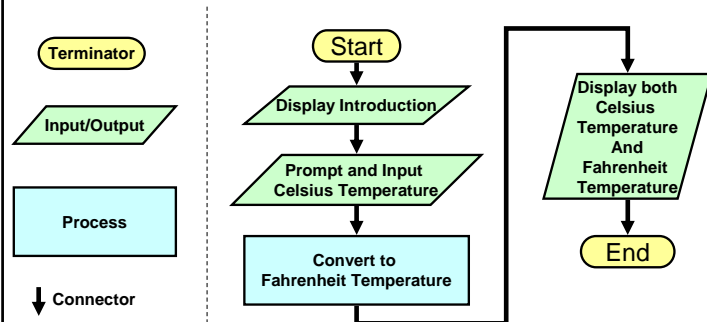 Terminator
Input/Output
Process
Connector
Start
Display Introduction
Prompt and Input
Celsius Temperature
Convert to
Fahrenheit Temperature
Display both
Celsius
Temperature
And
Fahrenheit
Temperature
End